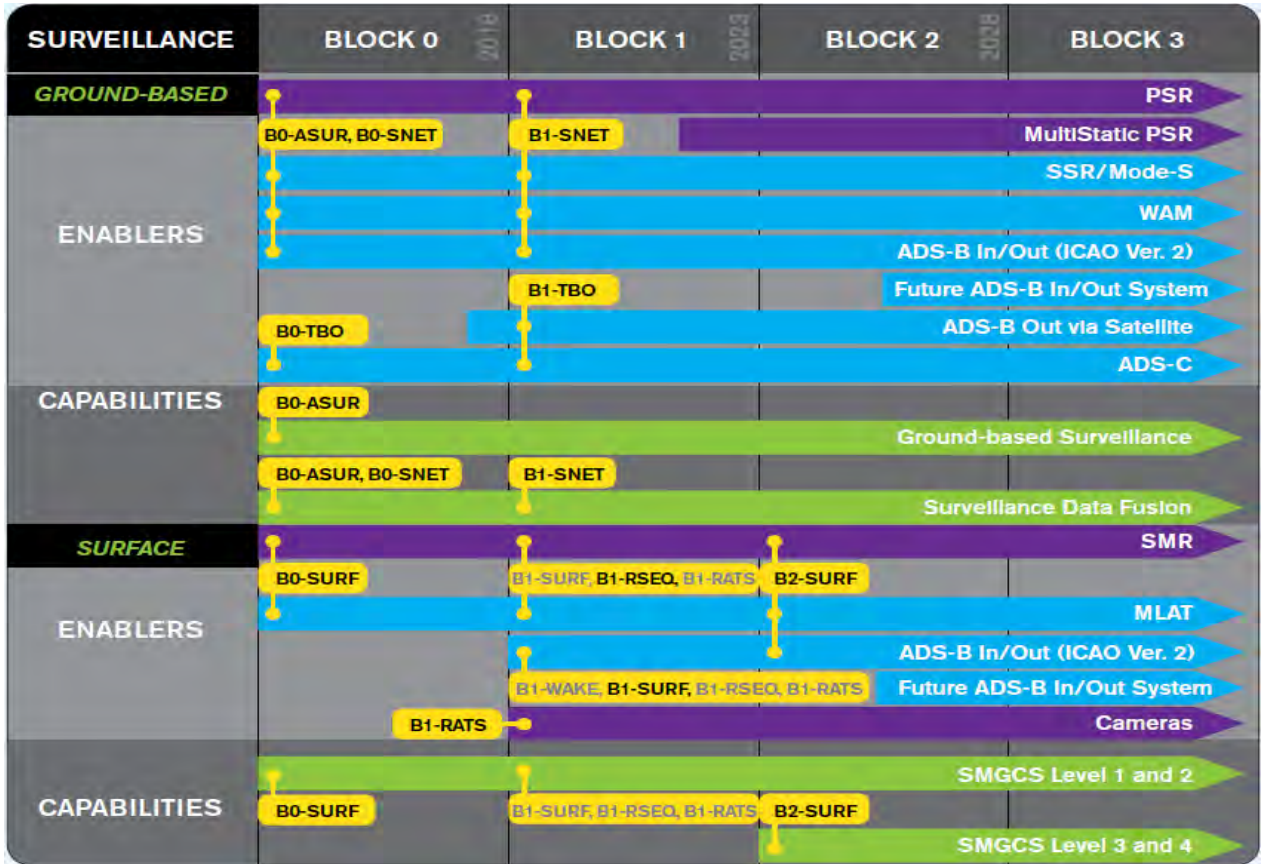 SURVEILLANCE BLOCK 0 2018 BLOCK 1 2023 BLOCK 2 2028 BLOCK 3
GROUND-BASED
PSR
B0-ASUR, B0-SNET B1-SNET MultiStatic PSR
SSR/Mode-S
WAM
ENABLERS
ADS-B In/Out (ICAO Ver. 2)
B1-TBO Future ADS-B In/Out System
B0-TBO ADS-B Out via Satellite
ADS-C
CAPABILITIES B0-ASUR
Ground-based Surveillance
B0-ASUR, B0-SNET B1-SNET
Surveillance Data Fusion
SURFACE SMR
B0-SURF B1-SURF, B1-RSEQ, B1-RATS B2-SURF
MLAT
ENABLERS
ADS-B In/Out (ICAO Ver. 2)
B1-WAKE, B1-SURF, B1-RSEQ, B1-RATS Future ADS-B In/Out System
B1-RATS Cameras
SMGCS Level 1 and 2
CAPABILITIES B0-SURF B1-SURF, B1-RSEQ, B1-RATS B2-SURF
SMGCS Level 3 and 4